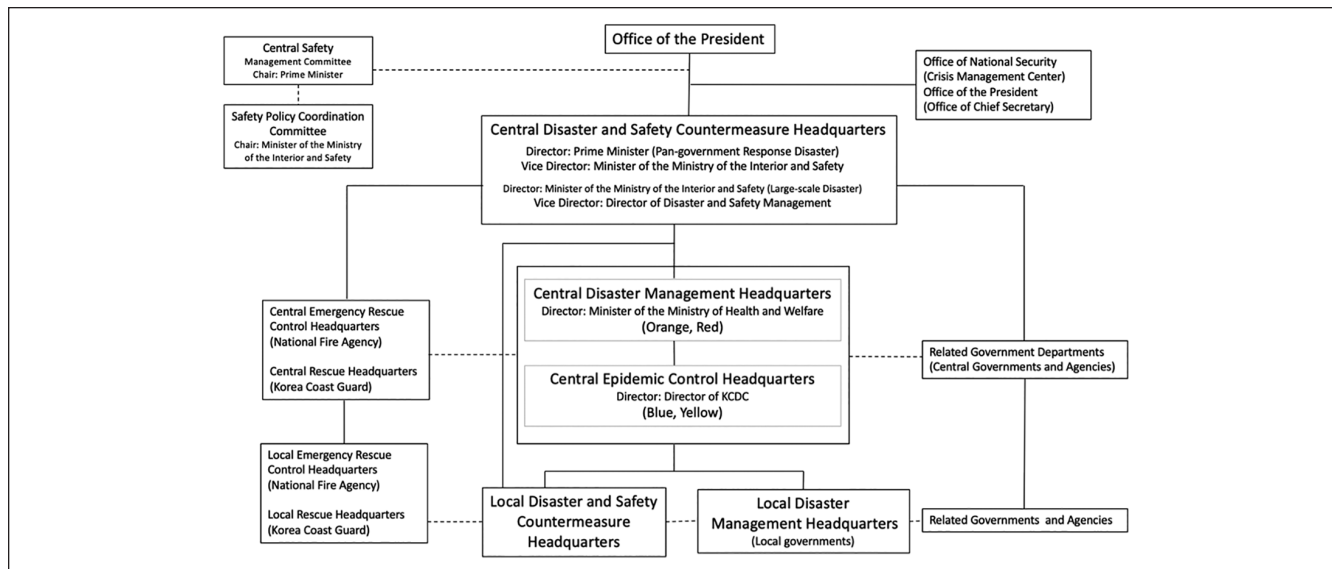 Office of the President
Central Safety
Management Committee
Chair: Prime Minister
Office of National Security
(Crisis Management Center)
Office of the President
(Office of Chief Secretary)
Safety Policy Coordination
Committee
Chair: Minister of the Ministry
of the Interior and Safety
Central Disaster and Safety Countermeasure Headquarters
Director: Prime Minister (Pan-government Response Disaster)
Vice Director: Minister of the Ministry of the Interior and Safety
Director: Minister of the Ministry of the Interior and Safety (Large-scale Disaster)
Vice Director: Director of Disaster and Safety Management
Central Disaster Management Headquarters
Director: Minister of the Ministry of Health and Welfare
(Orange, Red)
Central Emergency Rescue
Control Headquarters
(National Fire Agency)
Central Rescue Headquarters
(Korea Coast Guard)
Related Government Departments
(Central Governments and Agencies)
Central Epidemic Control Headquarters
Director: Director of KCDC
(Blue, Yellow)
Local Emergency Rescue
Control Headquarters
(National Fire Agency)
Local Rescue Headquarters
(Korea Coast Guard)
Local Disaster and Safety
Countermeasure
Headquarters
Local Disaster
Management Headquarters
(Local governments)
Related Governments and Agencies